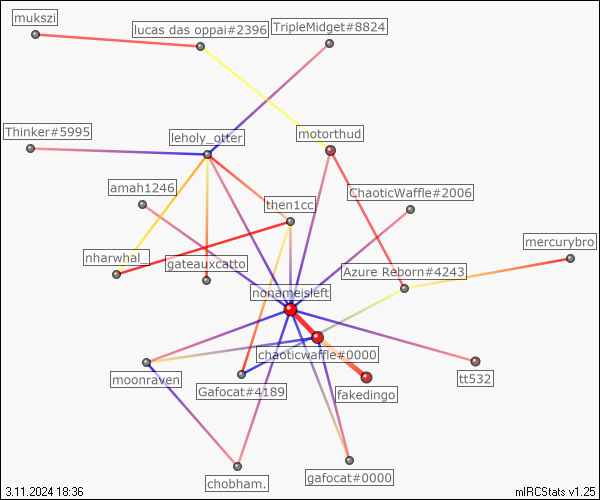 mukszi
lucas das oppai#2396
TripleMidget#8824
Thinker#5995
leholy_otter
motorthud
amah1246
ChaoticWaffle#2006
then1cc
mercurybro
nharwhal_
gateauxcatto
Azure Reborn#4243
nonameisleft
chaoticwaffle#0000
moonraven
tt532
Gafocat#4189
fakedingo
chobham.
gafocat#0000
3.11.2024 18:36
mIRCStats v1.25